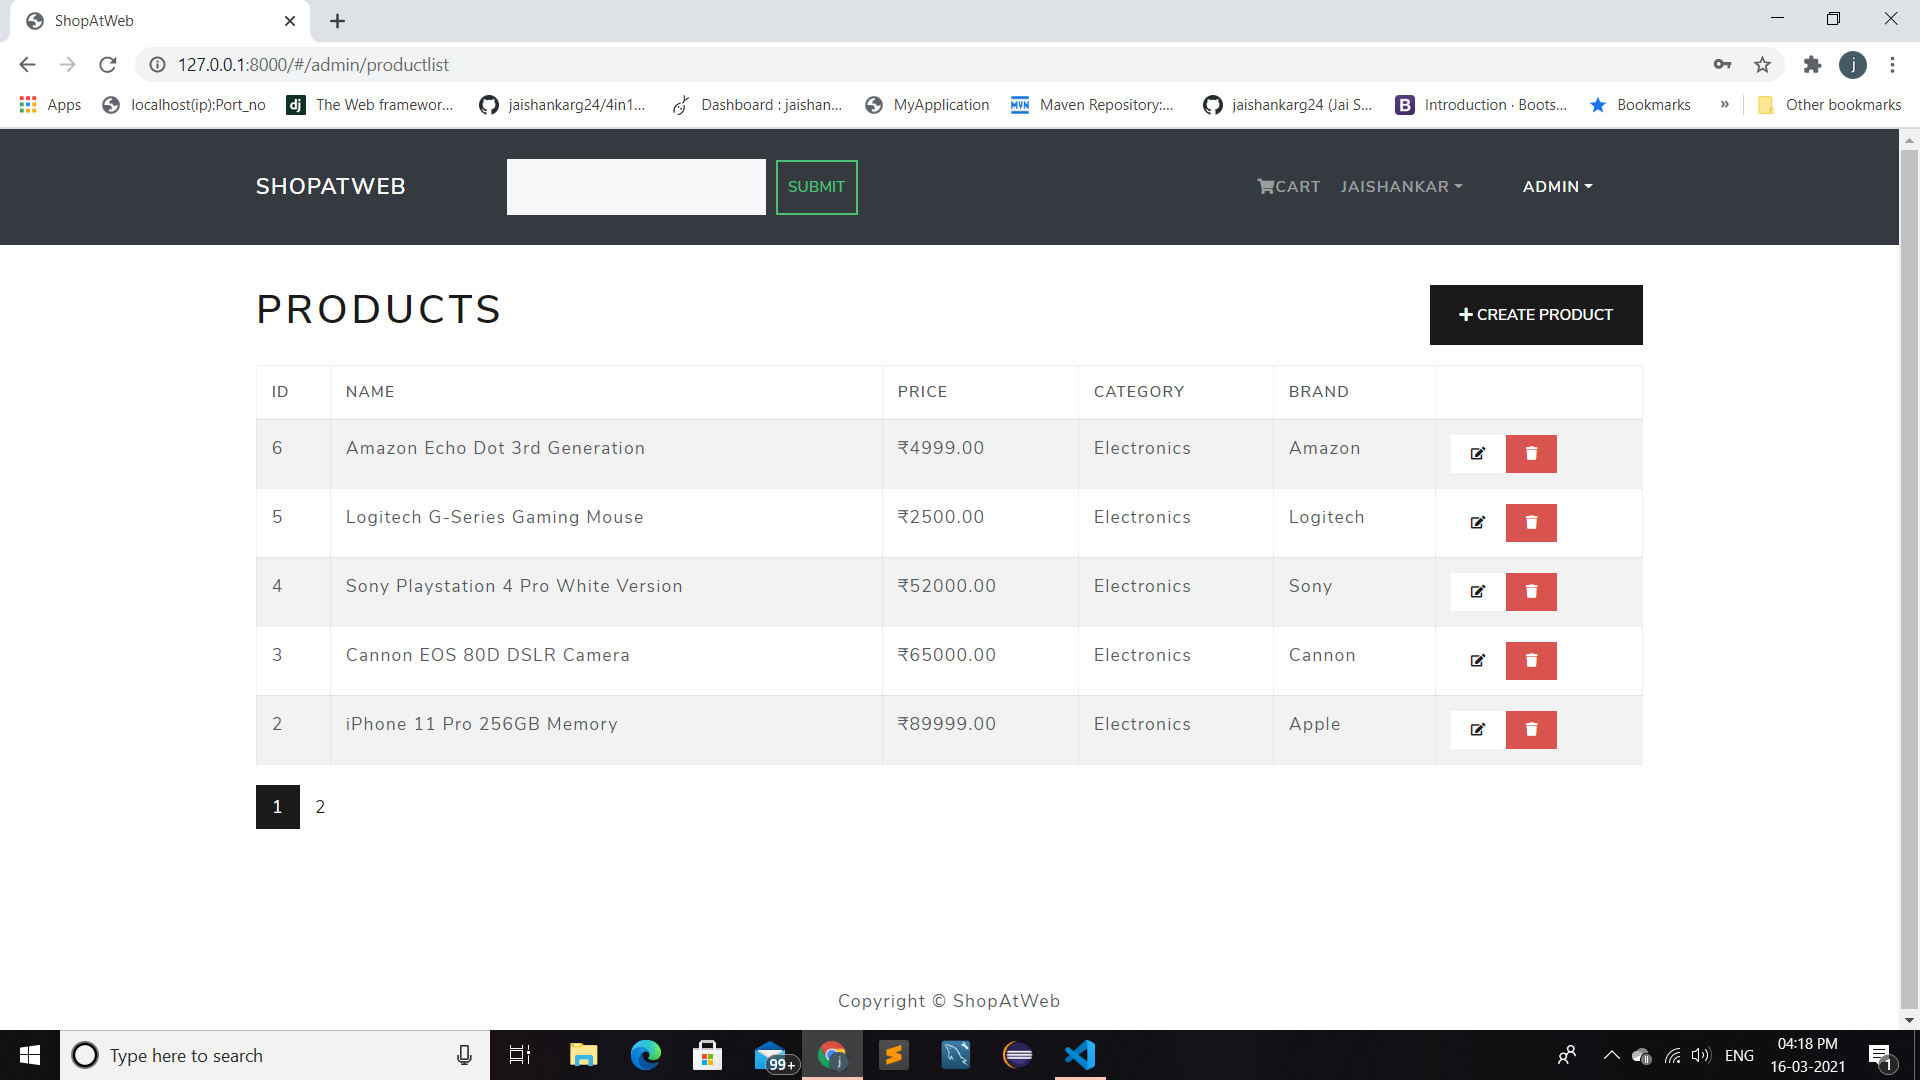 ShopAtWeb
127.0.0.1:8000/#/admin/productlist
j
Apps localhost(ip):Port_no The Web framewor... jaishankarg24/4in1... Dashboard : jaishan... MyApplication Maven Repository:... jaishankarg24 (Jai S... Introduction · Boots... Bookmarks » Other bookmarks
SHOPATWEB SUBMIT CART JAISHANKAR ADMIN
PRODUCTS CREATE PRODUCT
ID NAME PRICE CATEGORY BRAND
6 Amazon Echo Dot 3rd Generation ₹4999.00 Electronics Amazon
5 Logitech G-Series Gaming Mouse ₹2500.00 Electronics Logitech
4 Sony Playstation 4 Pro White Version ₹52000.00 Electronics Sony
3 Cannon EOS 80D DSLR Camera ₹65000.00 Electronics Cannon
2 iPhone 11 Pro 256GB Memory ₹89999.00 Electronics Apple
1 2
Copyright © ShopAtWeb
Type here to search 99+ ENG 04:18 PM
16-03-2021 1